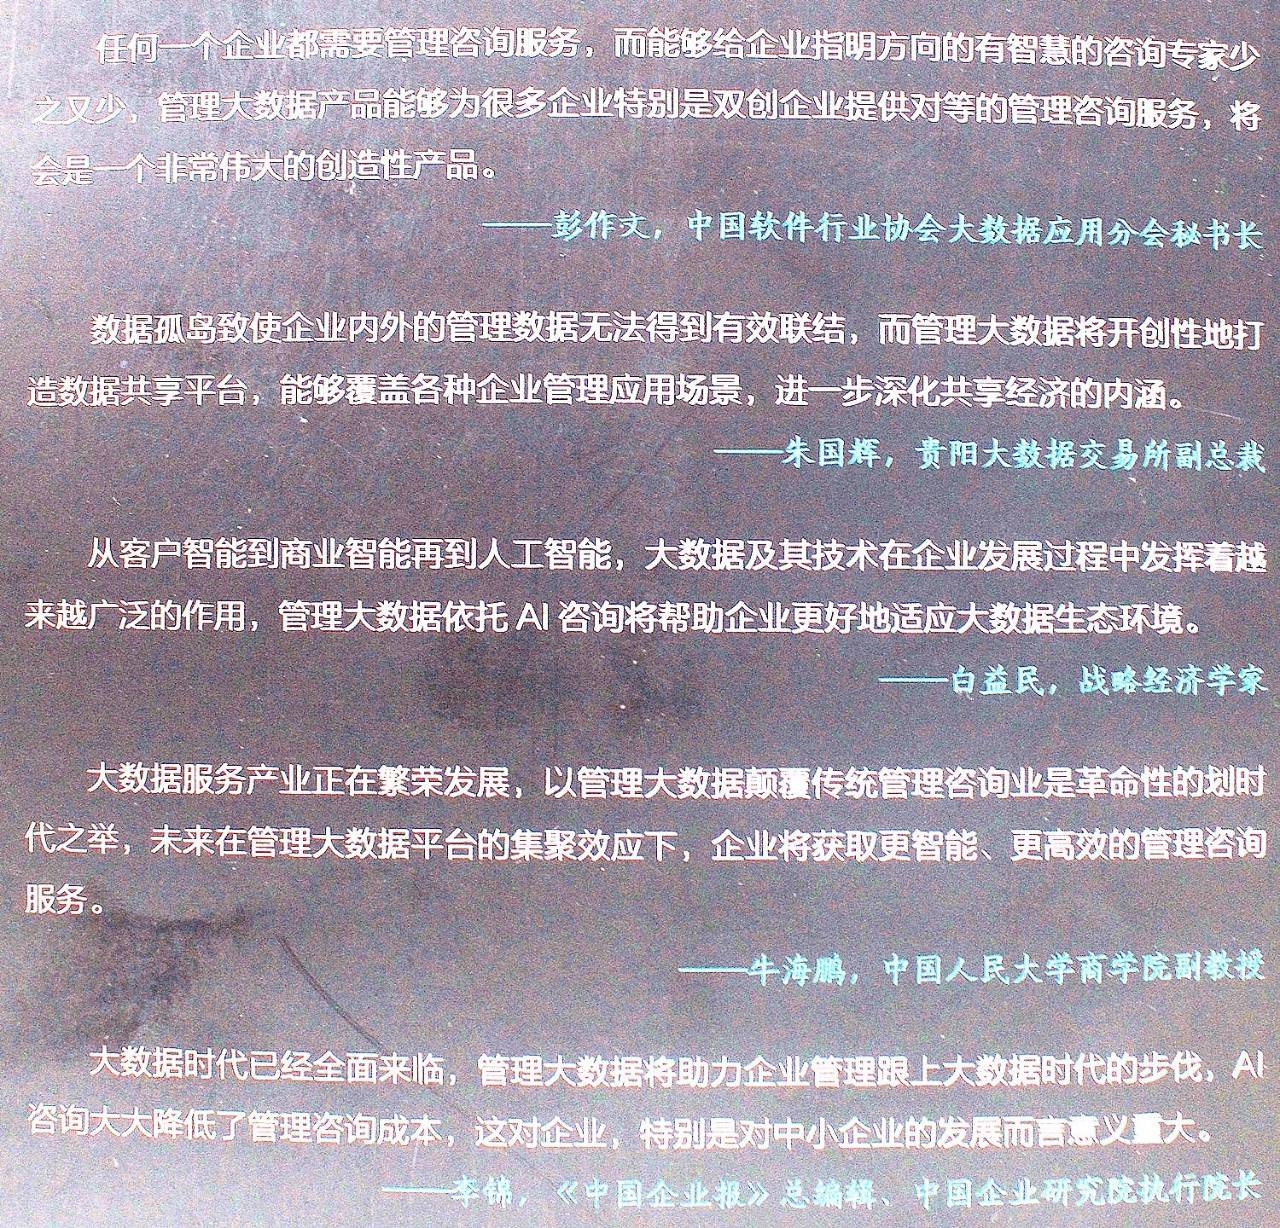 任何一个企业都需要管理咨询服务，而能够给企业指明方向的有智慧的咨询专家少
之又少，管理大数据产品能够为很多企业特别是双创企业提供对等的管理咨询服务，将
会是一个非常伟大的创造性产品。
——彭作文，中国软件行业协会大数据应用分会秘书长
数据孤岛致使企业内外的管理数据无法得到有效联结，而管理大数据将开创性地打
造数据共享平台，能够覆盖各种企业管理应用场景，进一步深化共享经济的内涵。
——朱国辉，贵阳大数据交易所副总裁
从客户智能到商业智能再到人工智能，大数据及其技术在企业发展过程中发挥着越
来越广泛的作用，管理大数据依托 AI 咨询将帮助企业更好地适应大数据生态环境。
——白益民，战略经济学家
大数据服务产业正在繁荣发展，以管理大数据颠覆传统管理咨询业是革命性的划时
代之举，未来在管理大数据平台的集聚效应下，企业将获取更智能、更高效的管理咨询
服务。
——牛海鹏，中国人民大学商学院副教授
大数据时代已经全面来临，管理大数据将助力企业管理跟上大数据时代的步伐，AI
咨询大大降低了管理咨询成本，这对企业，特别是对中小企业的发展而言意义重大。
——李锦，《中国企业报》总编辑、中国企业研究院执行院长